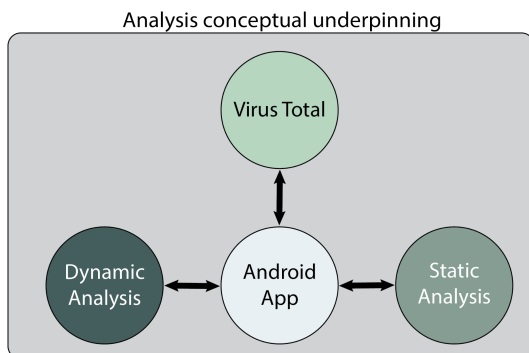 Analysis conceptual underpinning
Virus Total
Dynamic
Analysis
Android
App
Static
Analysis